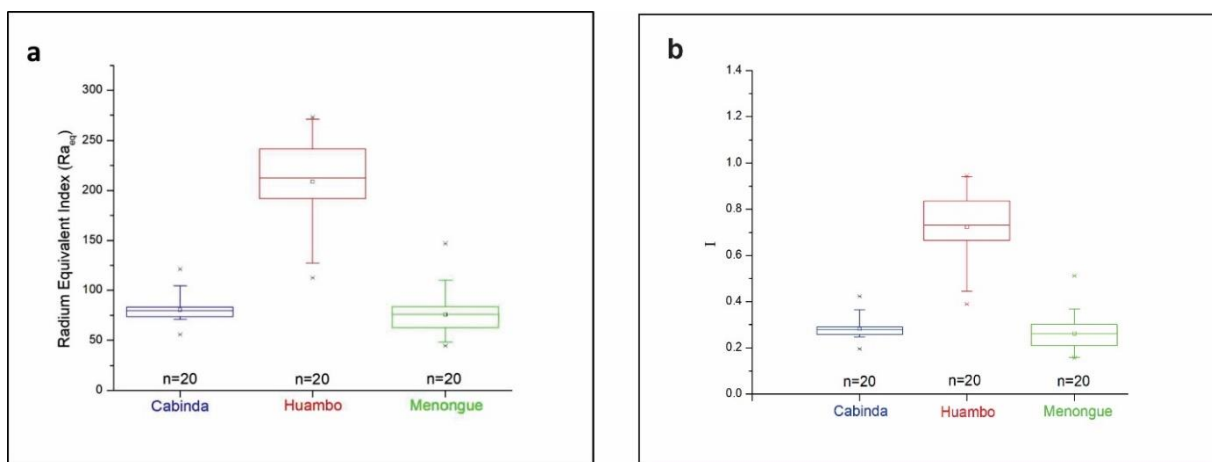 a
Radium Equivalent Index (Ra_eq)
300
250
200
150
100
50
0
n=20 n=20 n=20
Cabinda Huambo Menongue
b
I
1.4
1.2
1.0
0.8
0.6
0.4
0.2
0.0
n=20 n=20 n=20
Cabinda Huambo Menongue